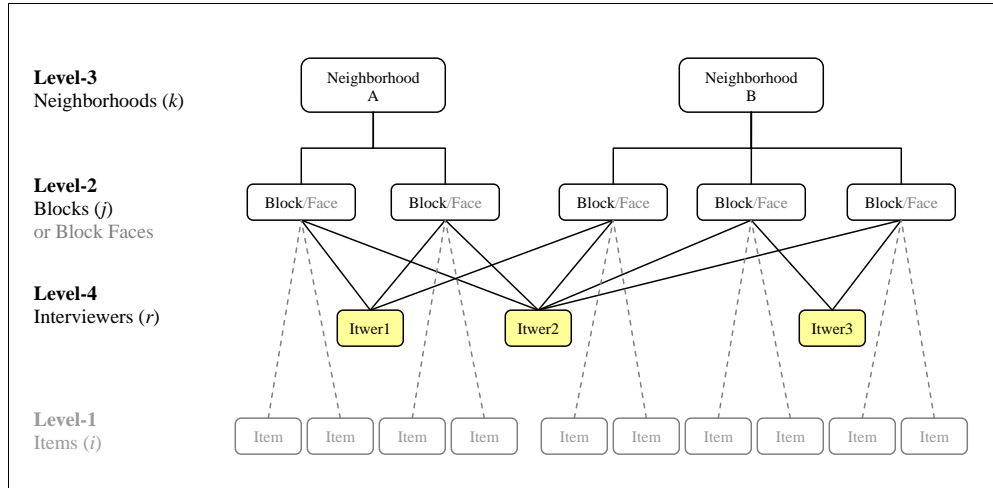 Level-3
Neighborhoods (k)
Neighborhood
A
Neighborhood
B
Level-2
Blocks (j)
or Block Faces
Block/Face
Block/Face
Block/Face
Block/Face
Block/Face
Level-4
Interviewers (r)
Itwer1
Itwer2
Itwer3
Level-1
Items (i)
Item
Item
Item
Item
Item
Item
Item
Item
Item
Item